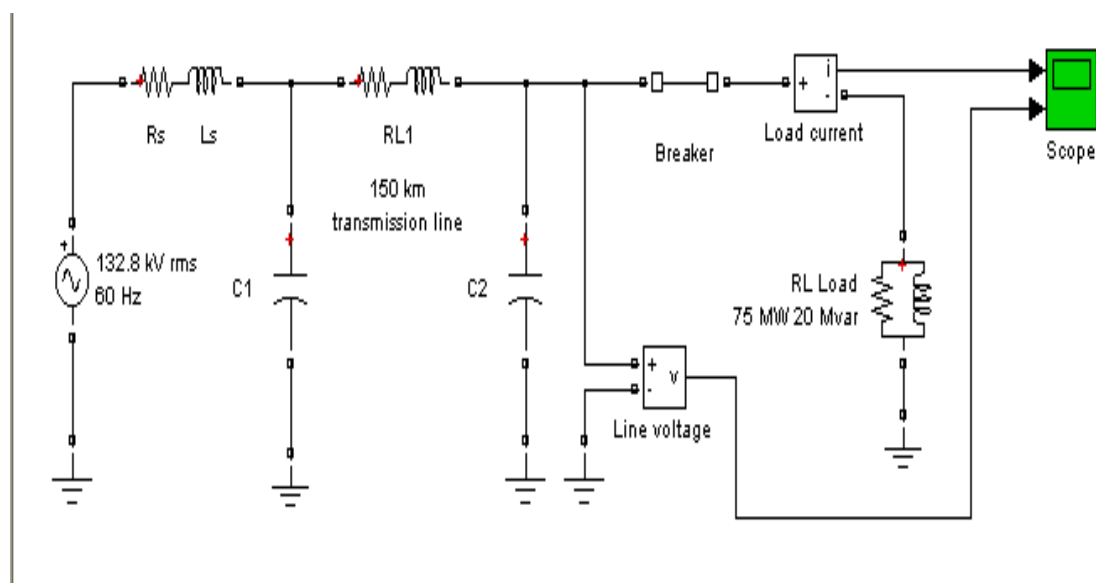 Rs
Ls
RL1
150 km
transmission line
Breaker
i
+
-
Load current
Scope
+
132.8 kV rms
60 Hz
C1
C2
RL Load
75 MW 20 Mvar
+
-
v
Line voltage